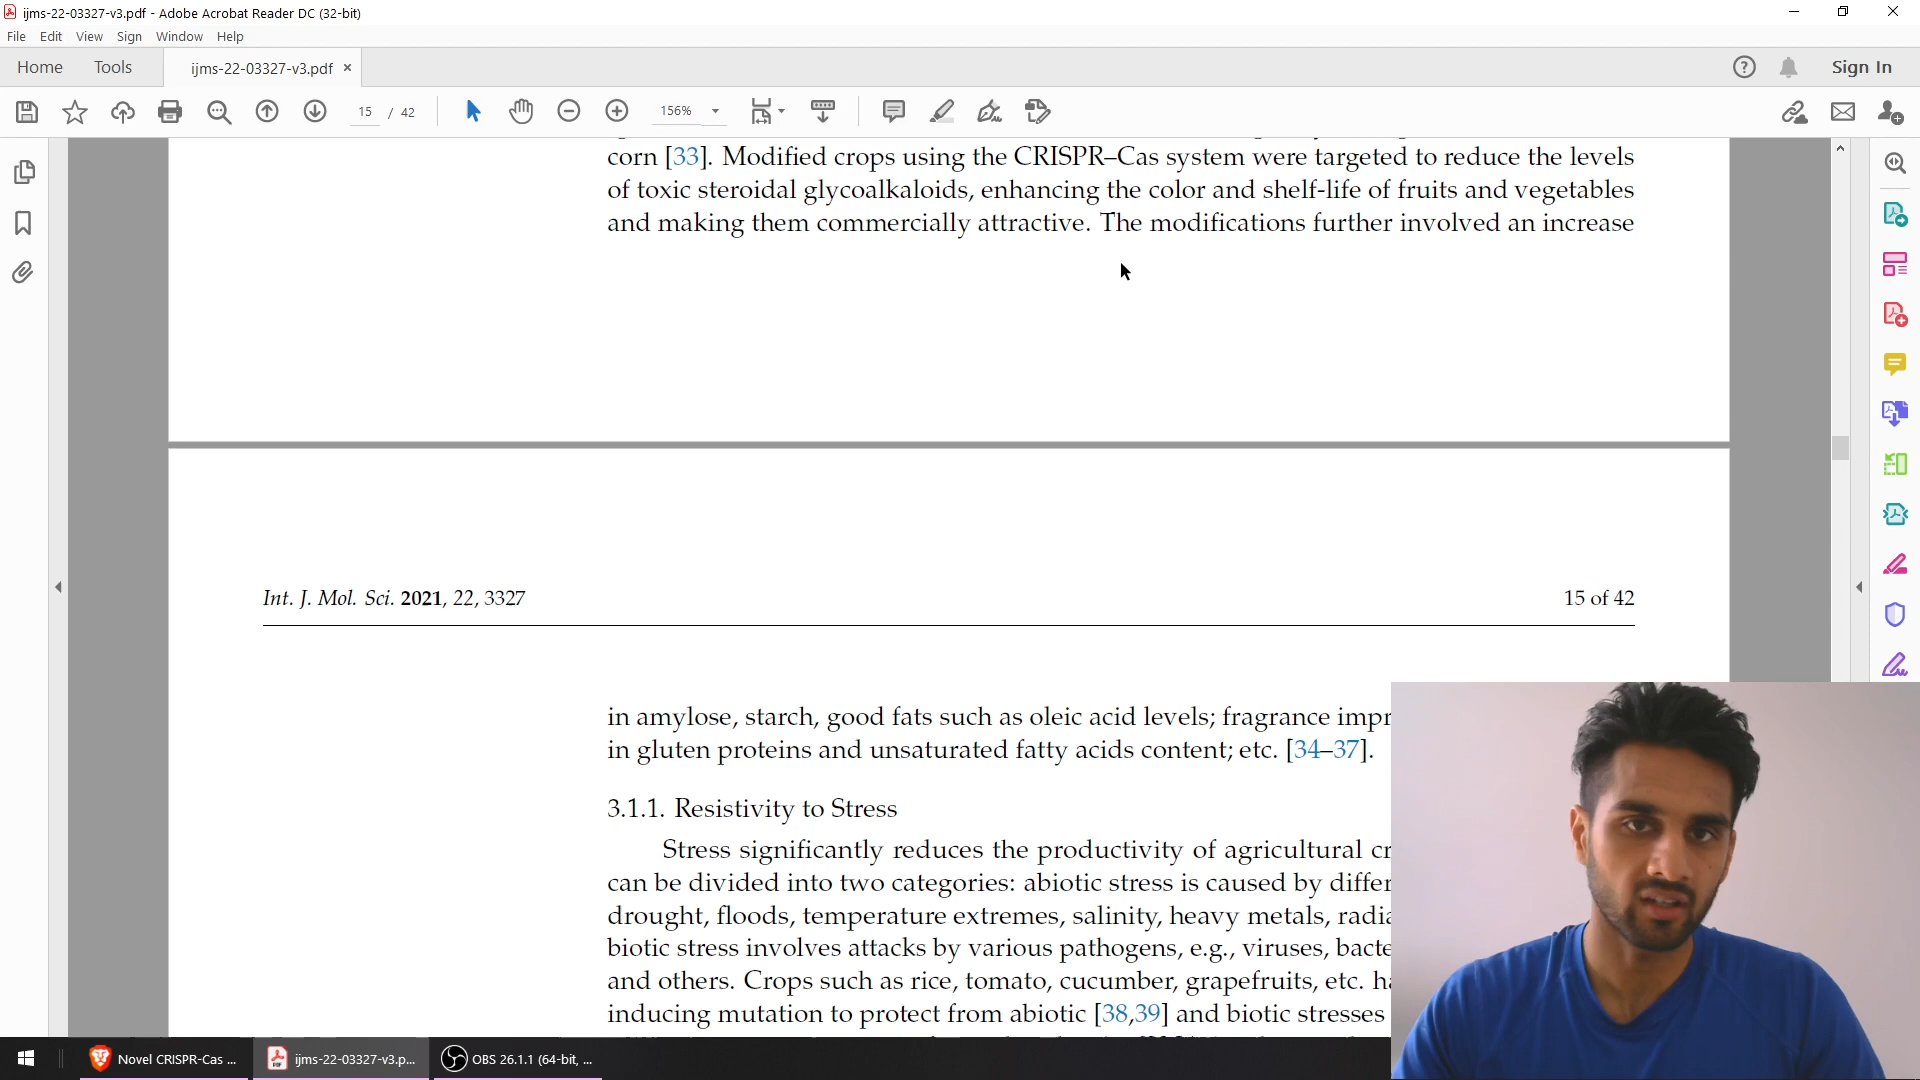 ijms-22-03327-v3.pdf - Adobe Acrobat Reader DC (32-bit)
File Edit View Sign Window Help
Home Tools ijms-22-03327-v3.pdf × Sign In
15 / 42 156%
corn [33]. Modified crops using the CRISPR–Cas system were targeted to reduce the levels
of toxic steroidal glycoalkaloids, enhancing the color and shelf-life of fruits and vegetables
and making them commercially attractive. The modifications further involved an increase
Int. J. Mol. Sci. 2021, 22, 3327 15 of 42
in amylose, starch, good fats such as oleic acid levels; fragrance impr
in gluten proteins and unsaturated fatty acids content; etc. [34–37].
3.1.1. Resistivity to Stress
Stress significantly reduces the productivity of agricultural cr
can be divided into two categories: abiotic stress is caused by differ
drought, floods, temperature extremes, salinity, heavy metals, radia
biotic stress involves attacks by various pathogens, e.g., viruses, bacte
and others. Crops such as rice, tomato, cucumber, grapefruits, etc. ha
inducing mutation to protect from abiotic [38,39] and biotic stresses
Novel CRISPR-Cas ... ijms-22-03327-v3.p... OBS 26.1.1 (64-bit, ...